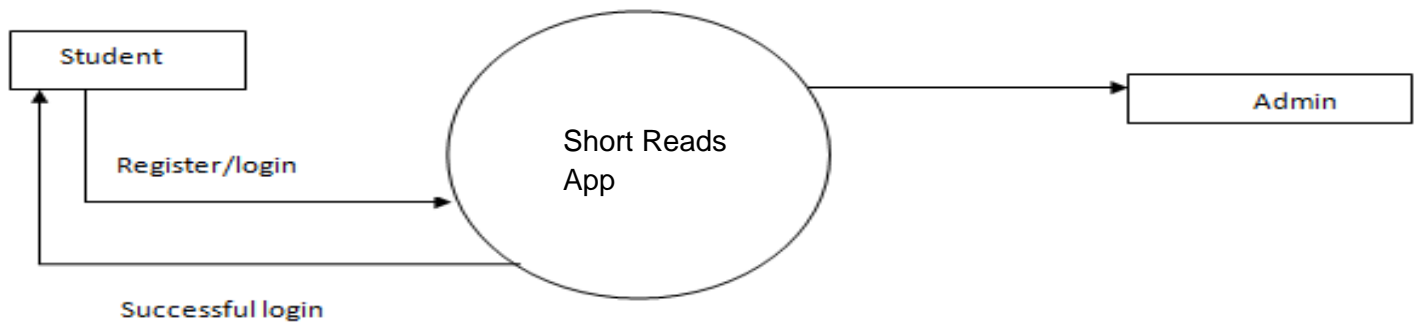 Student
Admin
Short Reads
App
Register/login
Successful login